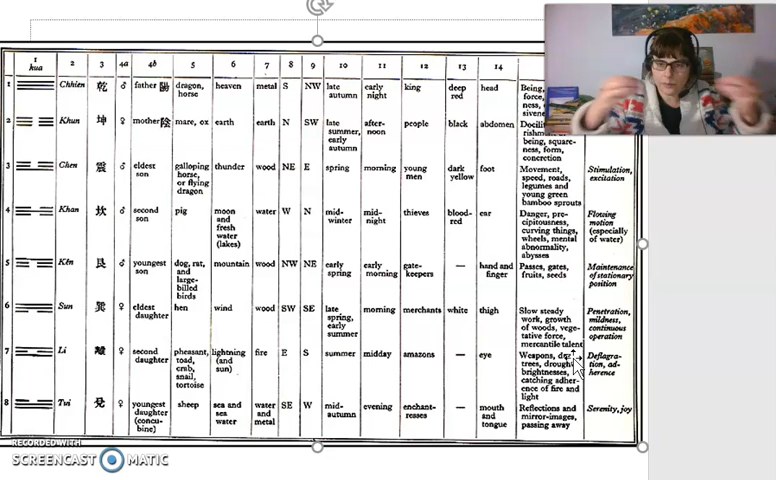 1 2 3 4a 4b 5 6 7 8 9 10 11 12 13 14
hua
1 Chhien 乾 ♂ father 陽 dragon, heaven metal S NW late early king deep head Being,
horse autumn night red force,
2 Khun 坤 ♀ mother 陰 mare, ox earth earth N SW late after- people black abdomen
summer, noon
early being, square-
autumn ness, form,
concretion
3 Chen 震 ♂ eldest galloping thunder wood NE E spring morning young dark foot Movement, Stimulation,
son horse, men yellow speed, roads, excitation
or flying legumes and
dragon young green
bamboo sprouts
4 Khan 坎 ♂ second pig moon water W N mid- mid- thieves blood- ear Danger, pre- Flowing
son and winter night red cipitousness, motion
fresh curving things, (especially
water wheels, mental of water)
(lakes) abnormality,
abysses
5 Kên 艮 ♂ youngest dog, rat, mountain wood NW NE early early gate- — hand and Passes, gates, Maintenance
son and spring morning keepers finger fruits, seeds of stationary
large- position
billed
birds
6 Sun 巽 ♀ eldest hen wind wood SW SE late morning merchants white thigh Slow steady Penetration,
daughter spring, work, growth mildness,
early of woods, vege- continuous
summer tative force, operation
mercantile talent
7 Li 離 ♀ second pheasant, lightning fire E S summer midday amazons — eye Weapons, Deflagra-
daughter toad, (and trees, drought, tion, ad-
crab, sun) brightnesses, herence
snail, catching adher-
tortoise ence of fire and
light
8 Tui 兌 ♀ youngest sheep sea and water SE W mid- evening enchant- — mouth Reflections and Serenity, joy
daughter sea and autumn resses and mirror-images,
(concu- water metal tongue passing away
bine)
RECORDED WITH
SCREENCAST MATIC